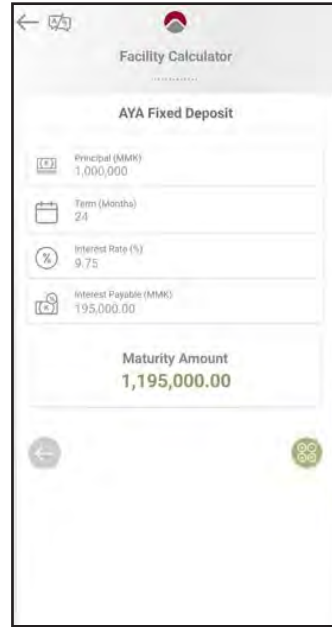 Facility Calculator
AYA Fixed Deposit
Principal (MMK)
1,000,000
Term (Months)
24
Interest Rate (%)
9.75
Interest Payable (MMK)
195,000.00
Maturity Amount
1,195,000.00